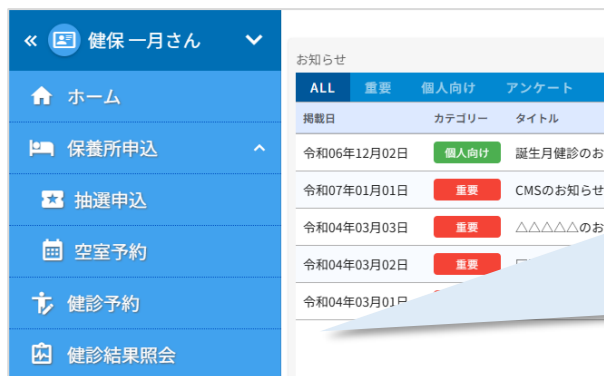 健保 一月さん
ホーム
保養所申込
抽選申込
空室予約
健診予約
健診結果照会
お知らせ
ALL 重要 個人向け アンケート
掲載日 カテゴリー タイトル
令和06年12月02日 個人向け 誕生月健診のお
令和07年01月01日 重要 CMSのお知らせ
令和04年03月03日 重要 △△△△△のお
令和04年03月02日 重要
令和04年03月01日